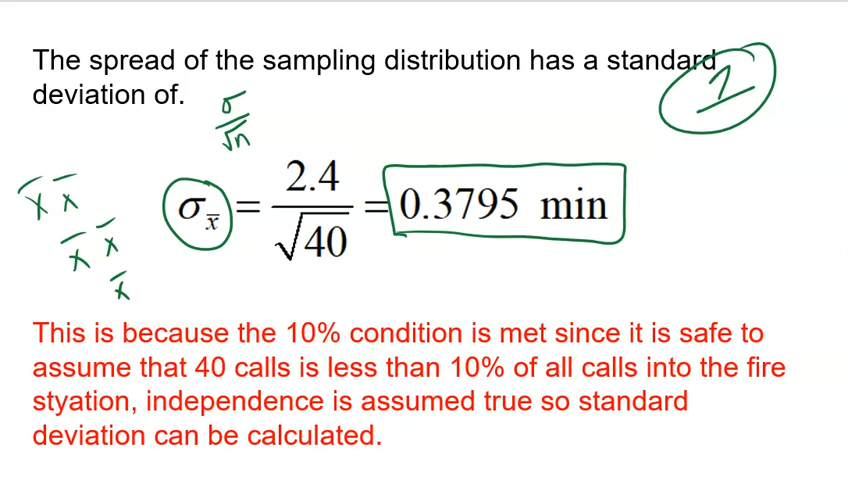 The spread of the sampling distribution has a standard
deviation of.
1
σ/√n
x̄ x̄
x̄ x̄
x̄
σx̄ = 2.4/√40 = 0.3795 min
This is because the 10% condition is met since it is safe to
assume that 40 calls is less than 10% of all calls into the fire
styation, independence is assumed true so standard
deviation can be calculated.